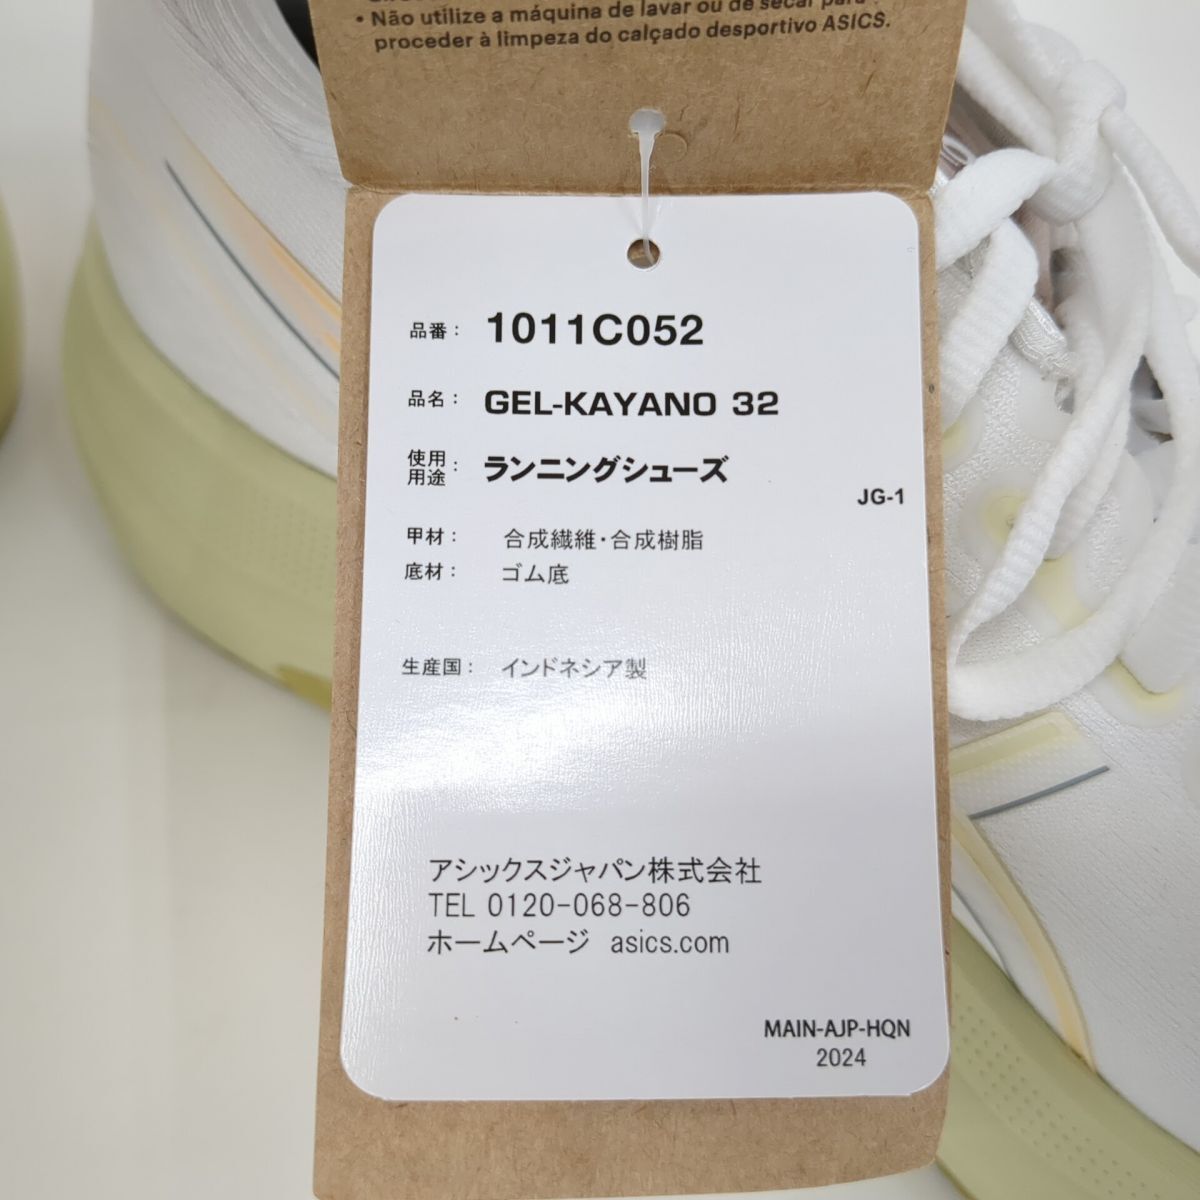 • Não utilize a máquina de lavar ou de secar para
proceder à limpeza do calçado desportivo ASICS.
品番： 1011C052
品名： GEL-KAYANO 32
使用用途： ランニングシューズ
JG-1
甲材： 合成繊維・合成樹脂
底材： ゴム底
生産国： インドネシア製
アシックスジャパン株式会社
TEL 0120-068-806
ホームページ asics.com
MAIN-AJP-HQN
2024